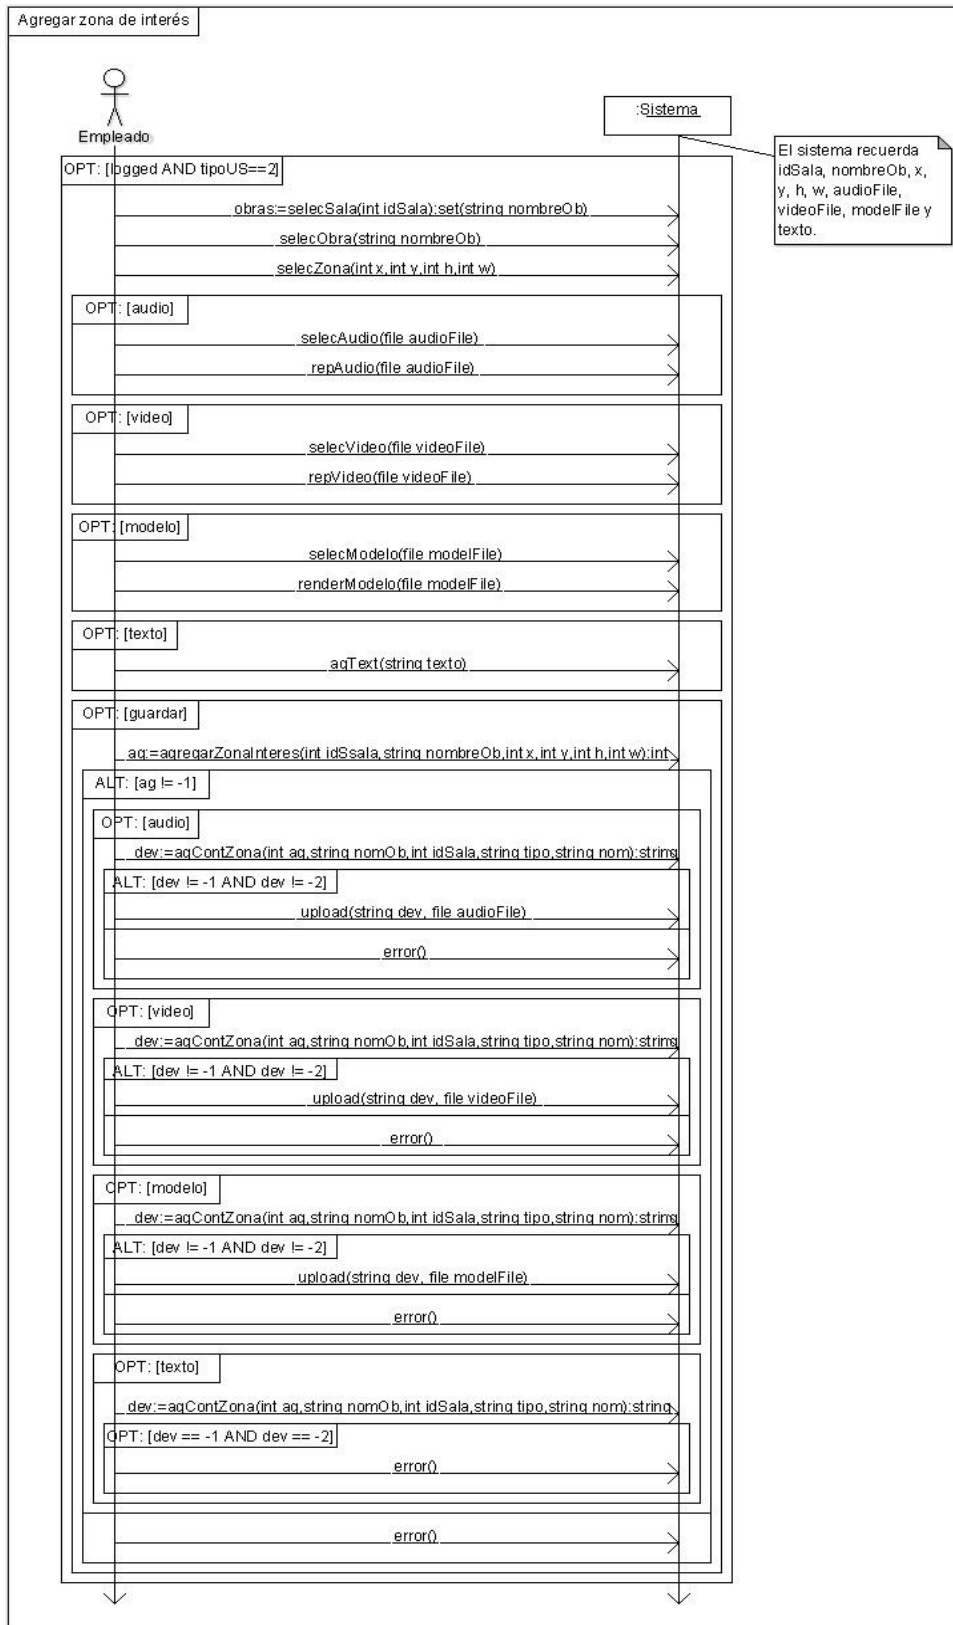 Agregar zona de interés
Empleado
:Sistema
El sistema recuerda
idSala, nombreOb, x,
y, h, w, audioFile,
videoFile, modelFile y
texto.
OPT: [logged AND tipoUS==2]
obras:=selecSala(int idSala):set(string nombreOb)
selecObra(string nombreOb)
selecZona(int x,int y,int h,int w)
OPT: [audio]
selecAudio(file audioFile)
repAudio(file audioFile)
OPT: [video]
selecVideo(file videoFile)
repVideo(file videoFile)
OPT: [modelo]
selecModelo(file modelFile)
renderModelo(file modelFile)
OPT: [texto]
agText(string texto)
OPT: [guardar]
ag:=agregarZonaInteres(int idSsala,string nombreOb,int x,int y,int h,int w):int
ALT: [ag != -1]
OPT: [audio]
dev:=agContZona(int ag,string nomOb,int idSala,string tipo,string nom):string
ALT: [dev != -1 AND dev != -2]
upload(string dev, file audioFile)
error()
OPT: [video]
dev:=agContZona(int ag,string nomOb,int idSala,string tipo,string nom):string
ALT: [dev != -1 AND dev != -2]
upload(string dev, file videoFile)
error()
OPT: [modelo]
dev:=agContZona(int ag,string nomOb,int idSala,string tipo,string nom):string
ALT: [dev != -1 AND dev != -2]
upload(string dev, file modelFile)
error()
OPT: [texto]
dev:=agContZona(int ag,string nomOb,int idSala,string tipo,string nom):string
OPT: [dev == -1 AND dev == -2]
error()
error()